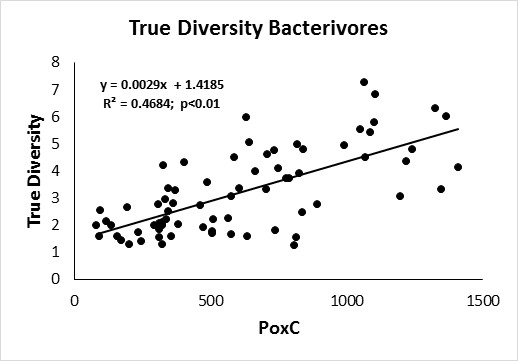 True Diversity Bacterivores
y = 0.0029x + 1.4185
R² = 0.4684; p<0.01
True Diversity
8
7
6
5
4
3
2
1
0
0 500 1000 1500
PoxC